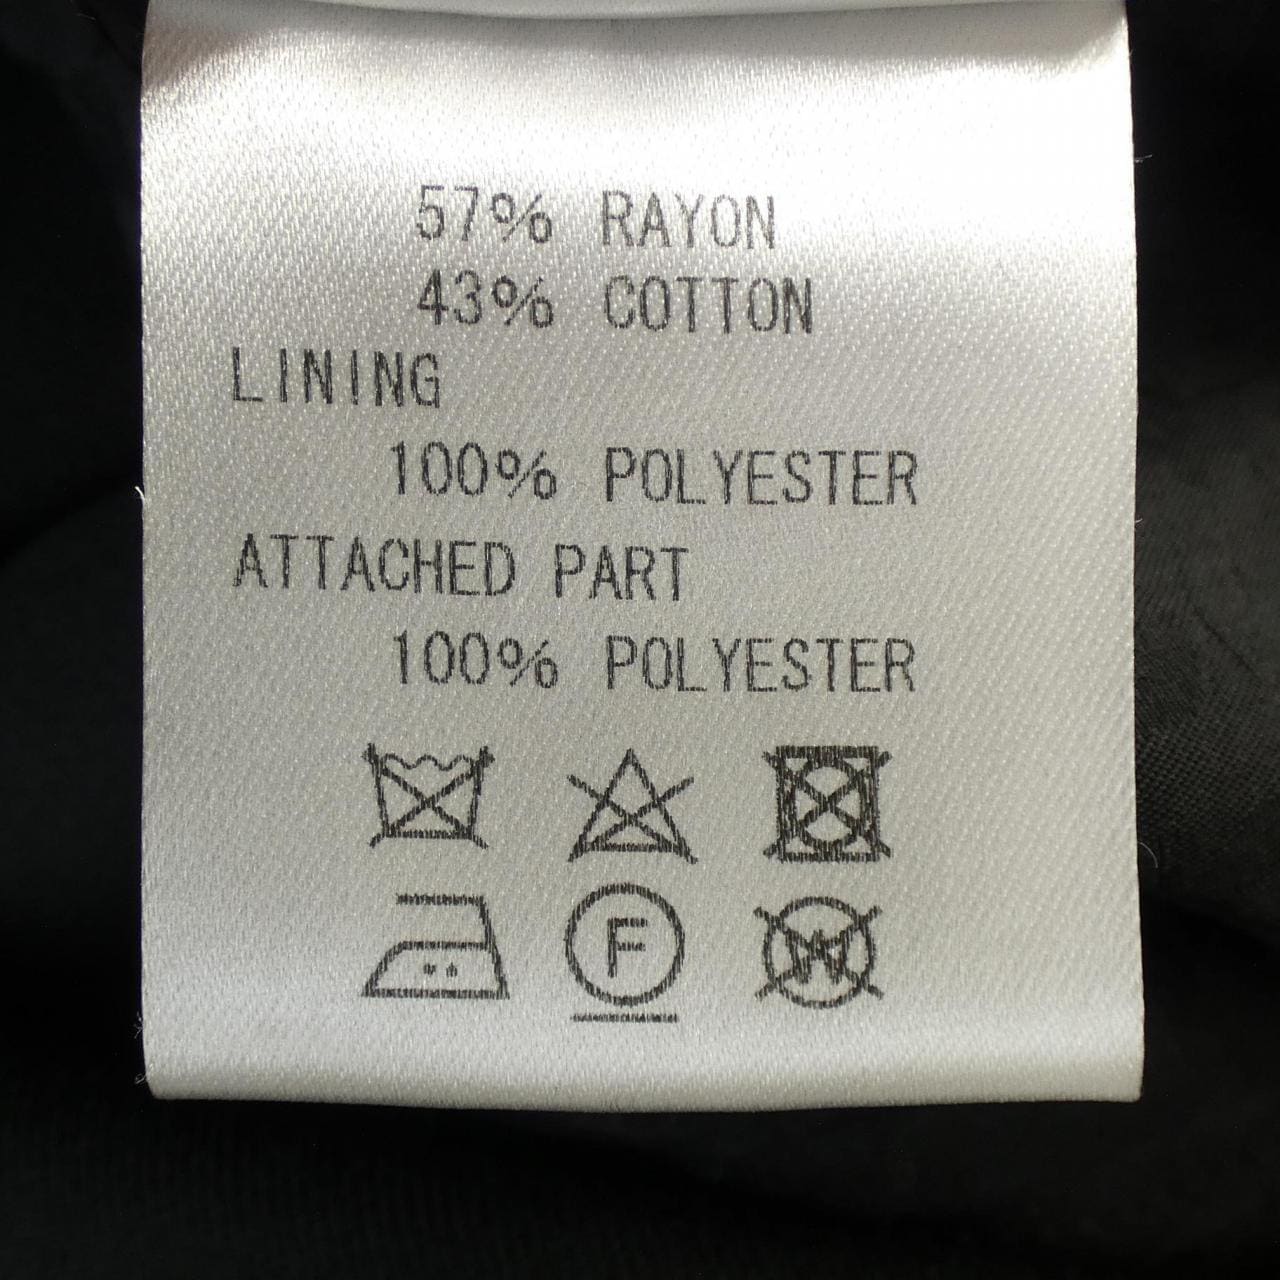 57% RAYON
43% COTTON
LINING
100% POLYESTER
ATTACHED PART
100% POLYESTER
F W